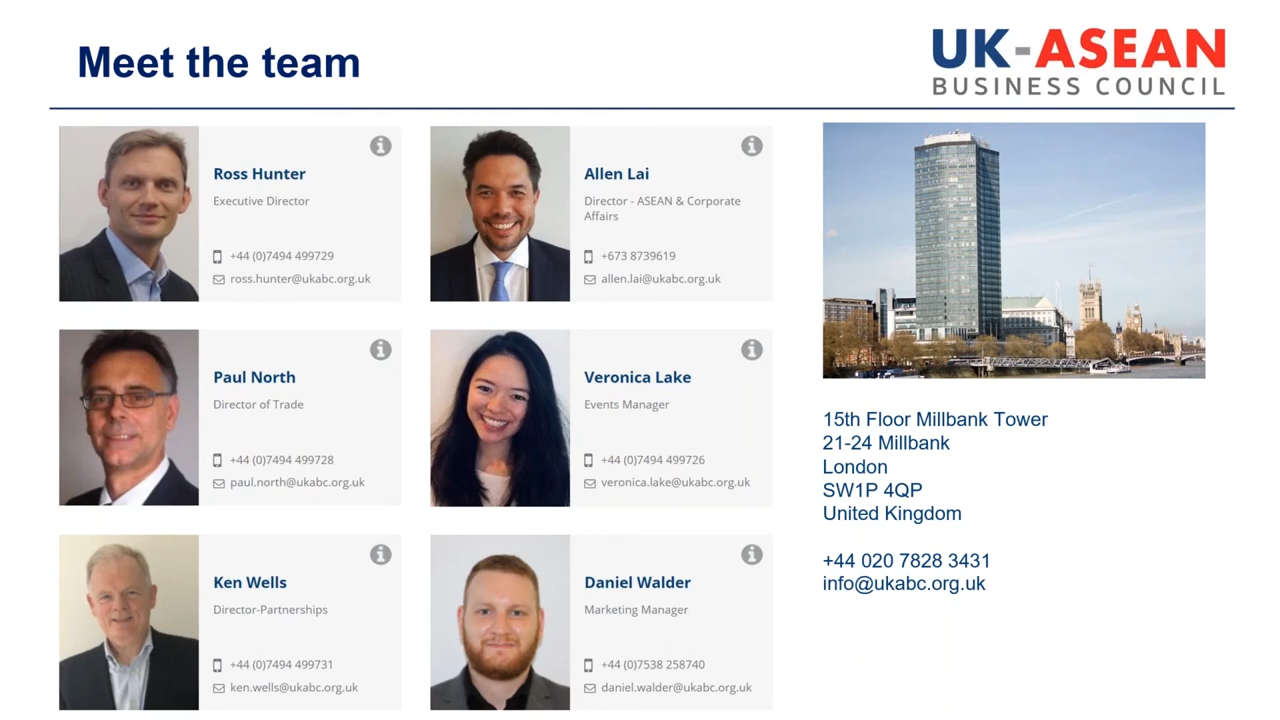 Meet the team
UK-ASEAN
BUSINESS COUNCIL
Ross Hunter
Executive Director
+44 (0)7494 499729
ross.hunter@ukabc.org.uk
Allen Lai
Director - ASEAN & Corporate
Affairs
+673 8739619
allen.lai@ukabc.org.uk
Paul North
Director of Trade
+44 (0)7494 499728
paul.north@ukabc.org.uk
Veronica Lake
Events Manager
+44 (0)7494 499726
veronica.lake@ukabc.org.uk
Ken Wells
Director-Partnerships
+44 (0)7494 499731
ken.wells@ukabc.org.uk
Daniel Walder
Marketing Manager
+44 (0)7538 258740
daniel.walder@ukabc.org.uk
15th Floor Millbank Tower
21-24 Millbank
London
SW1P 4QP
United Kingdom
+44 020 7828 3431
info@ukabc.org.uk